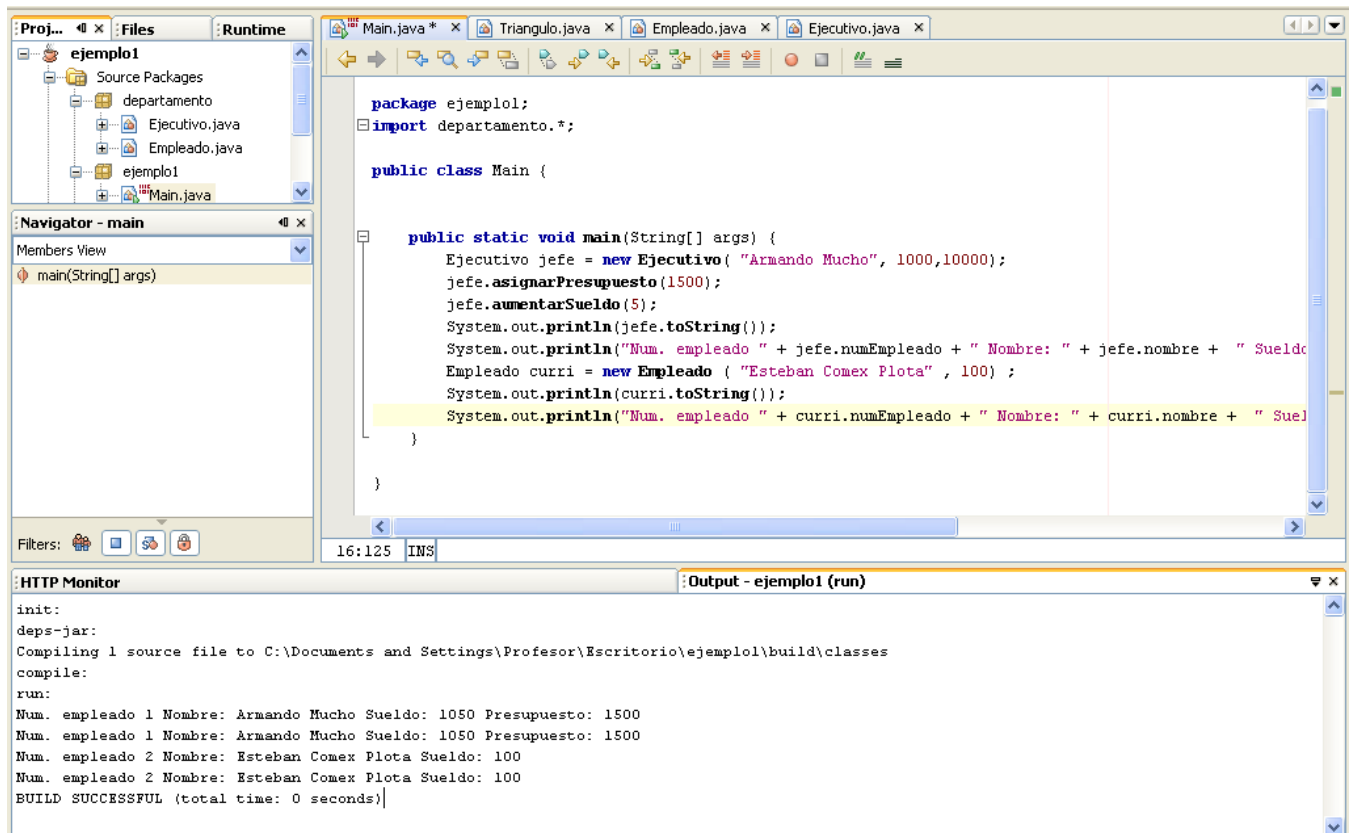 Proj...
Files
Runtime
ejemplo1
Source Packages
departamento
Ejecutivo.java
Empleado.java
ejemplo1
Main.java
Navigator - main
Members View
main(String[] args)
Filters:
Main.java *
Triangulo.java
Empleado.java
Ejecutivo.java
package ejemplo1;
import departamento.*;
public class Main {
public static void main(String[] args) {
Ejecutivo jefe = new Ejecutivo( "Armando Mucho", 1000,10000);
jefe.asignarPresupuesto(1500);
jefe.aumentarSueldo(5);
System.out.println(jefe.toString());
System.out.println("Num. empleado " + jefe.numEmpleado + " Nombre: " + jefe.nombre +  " Sueldo
Empleado curri = new Empleado ( "Esteban Comex Plota" , 100) ;
System.out.println(curri.toString());
System.out.println("Num. empleado " + curri.numEmpleado + " Nombre: " + curri.nombre +  " Suel
}
}
16:125
INS
HTTP Monitor
Output - ejemplo1 (run)
init:
deps-jar:
Compiling 1 source file to C:\Documents and Settings\Profesor\Escritorio\ejemplo1\build\classes
compile:
run:
Num. empleado 1 Nombre: Armando Mucho Sueldo: 1050 Presupuesto: 1500
Num. empleado 1 Nombre: Armando Mucho Sueldo: 1050 Presupuesto: 1500
Num. empleado 2 Nombre: Esteban Comex Plota Sueldo: 100
Num. empleado 2 Nombre: Esteban Comex Plota Sueldo: 100
BUILD SUCCESSFUL (total time: 0 seconds)